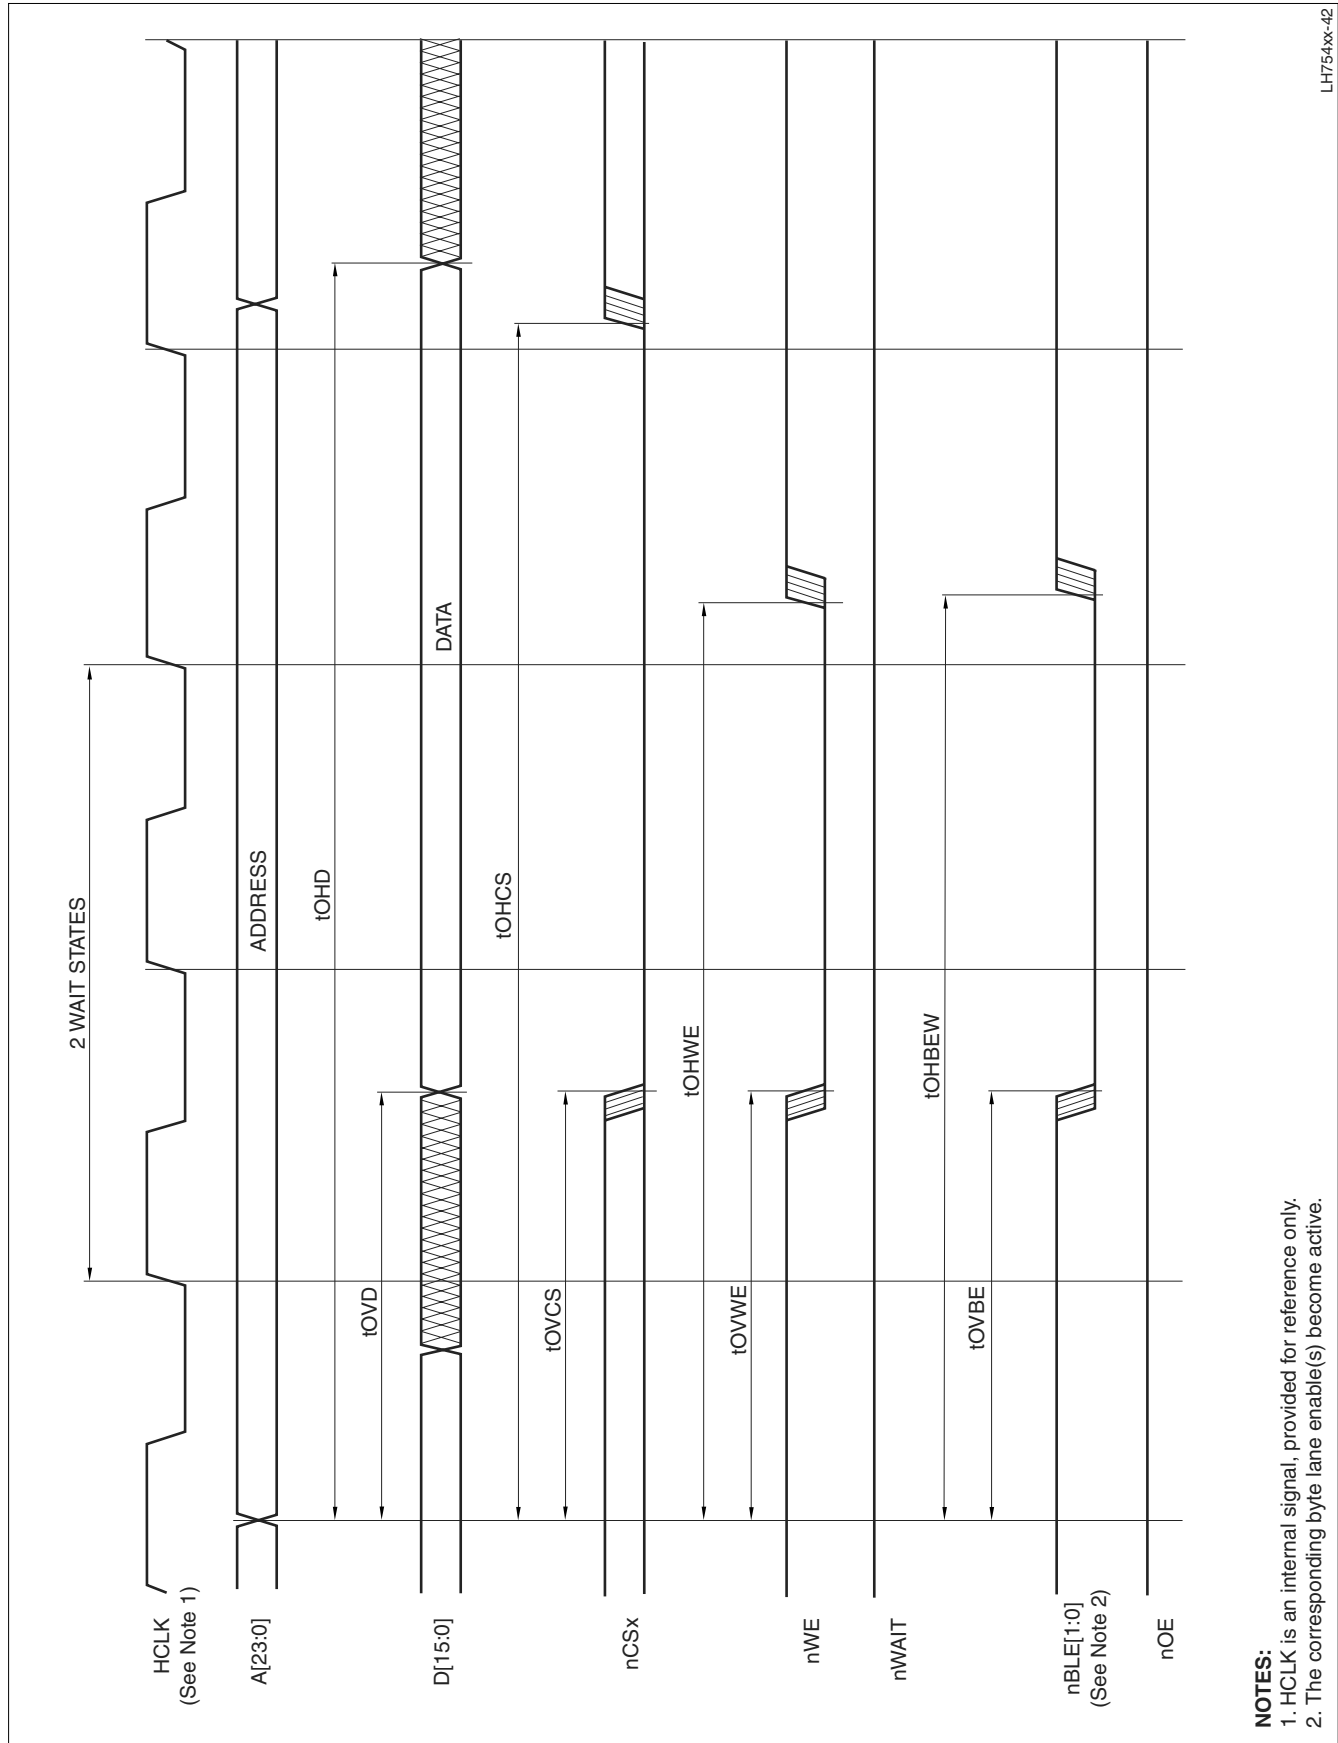 2 WAIT STATES
HCLK
(See Note 1)
A[23:0]
ADDRESS
tOHD
tOVD
D[15:0]
DATA
tOHCS
tOVCS
nCSx
tOHWE
tOVWE
nWE
nWAIT
tOHBEW
tOVBE
nBLE[1:0]
(See Note 2)
nOE
NOTES:
1. HCLK is an internal signal, provided for reference only.
2. The corresponding byte lane enable(s) become active.
LH754xx-42